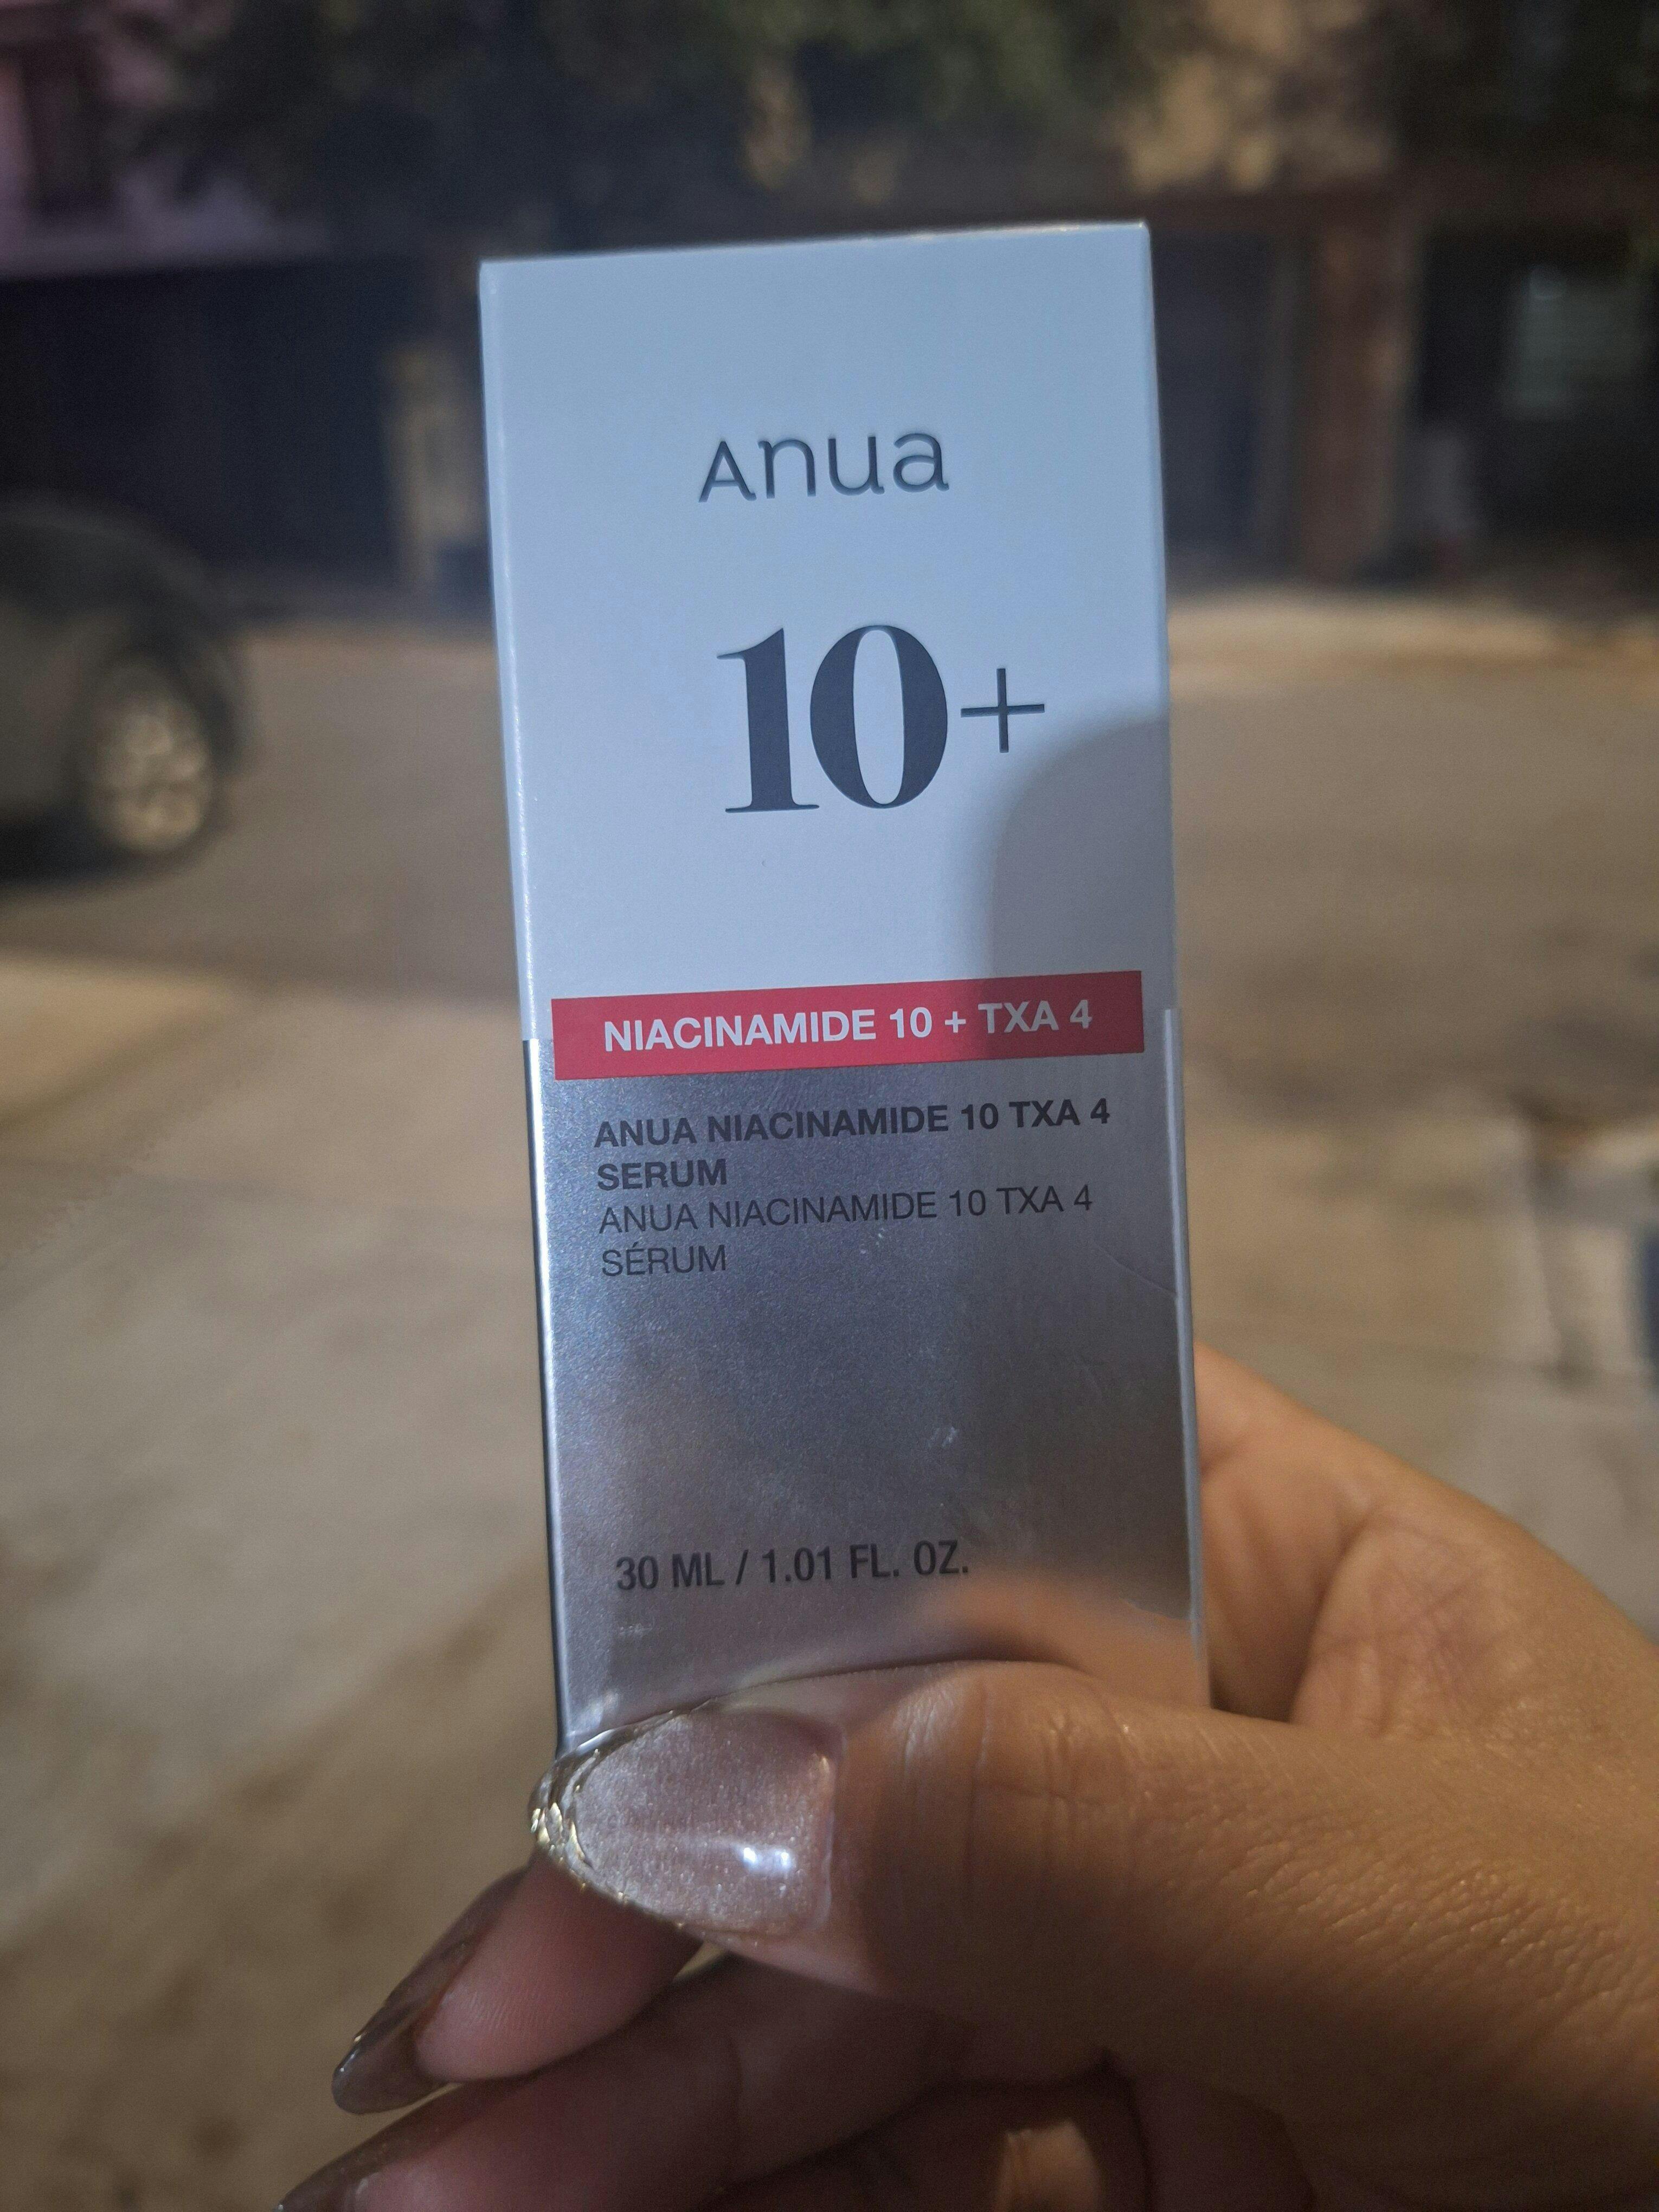 Anua
10+
NIACINAMIDE 10 + TXA 4
ANUA NIACINAMIDE 10 TXA 4
SERUM
ANUA NIACINAMIDE 10 TXA 4
SÉRUM
30 ML / 1.01 FL. OZ.